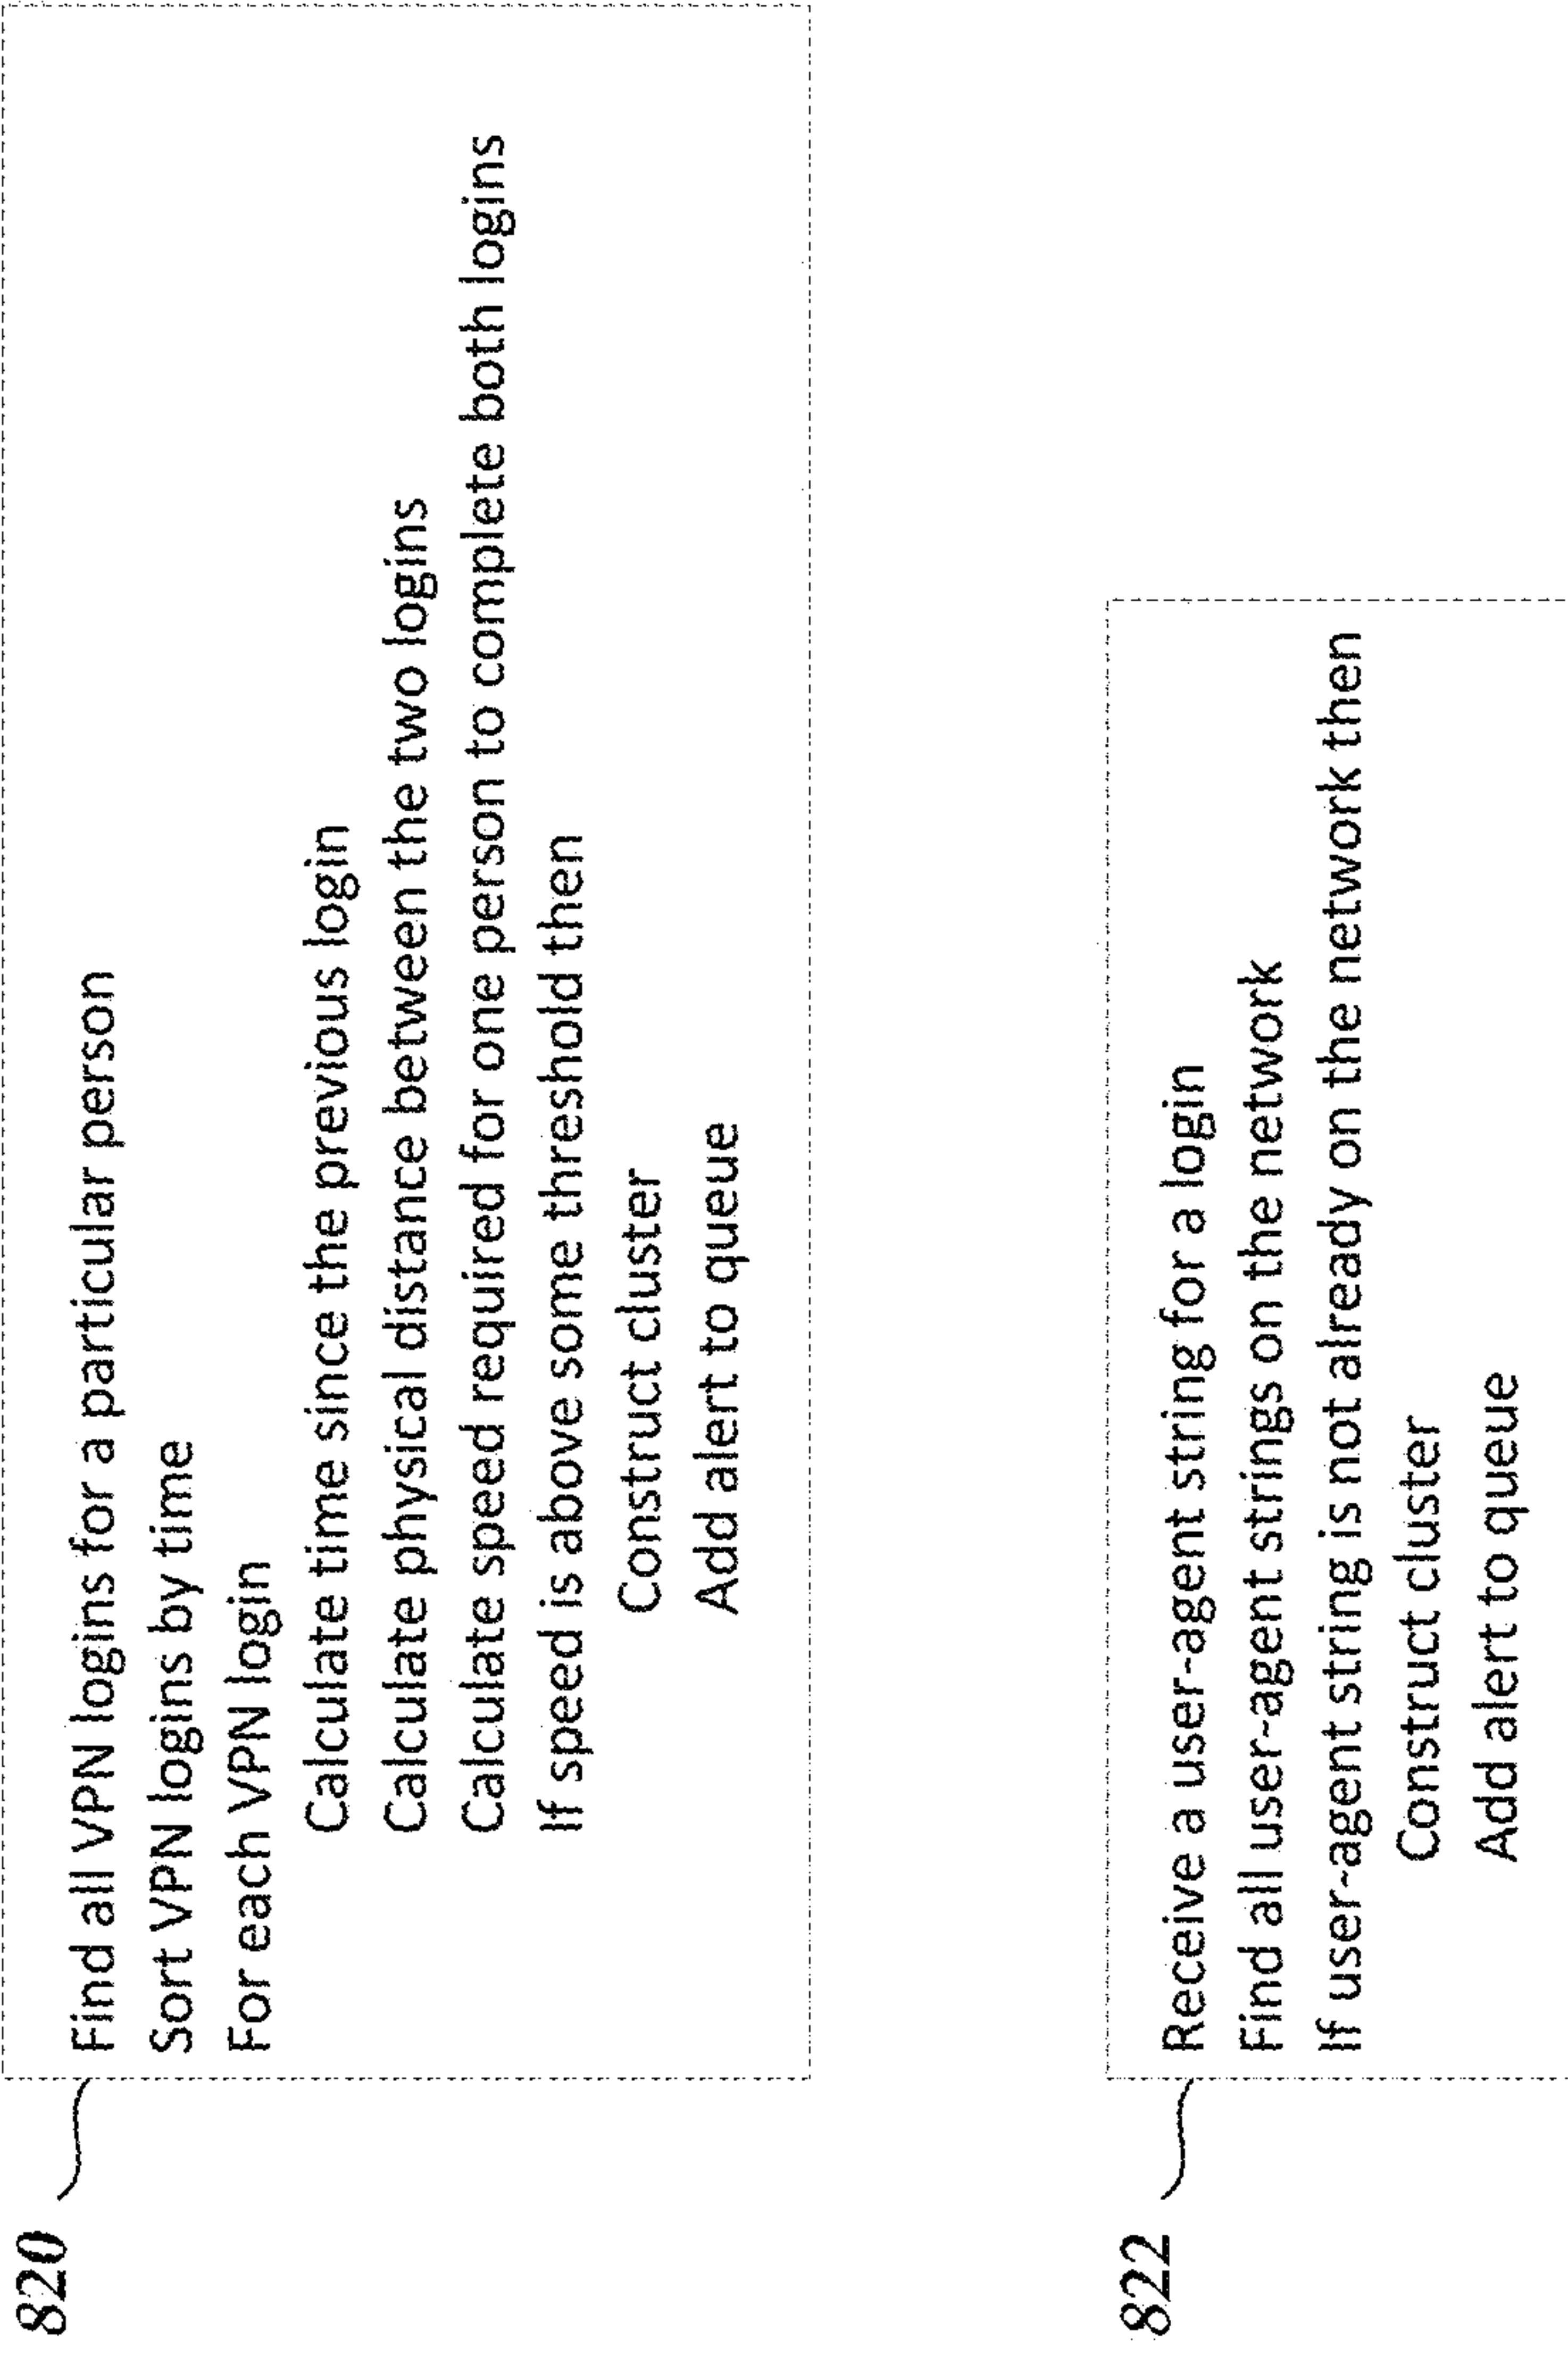 820
Find all VPN logins for a particular person
Sort VPN logins by time
For each VPN login
Calculate time since the previous login
Calculate physical distance between the two logins
Calculate speed required for one person to complete both logins
If speed is above some threshold then
Construct cluster
Add alert to queue
822
Receive a user-agent string for a login
Find all user-agent strings on the network
If user-agent string is not already on the network then
Construct cluster
Add alert to queue